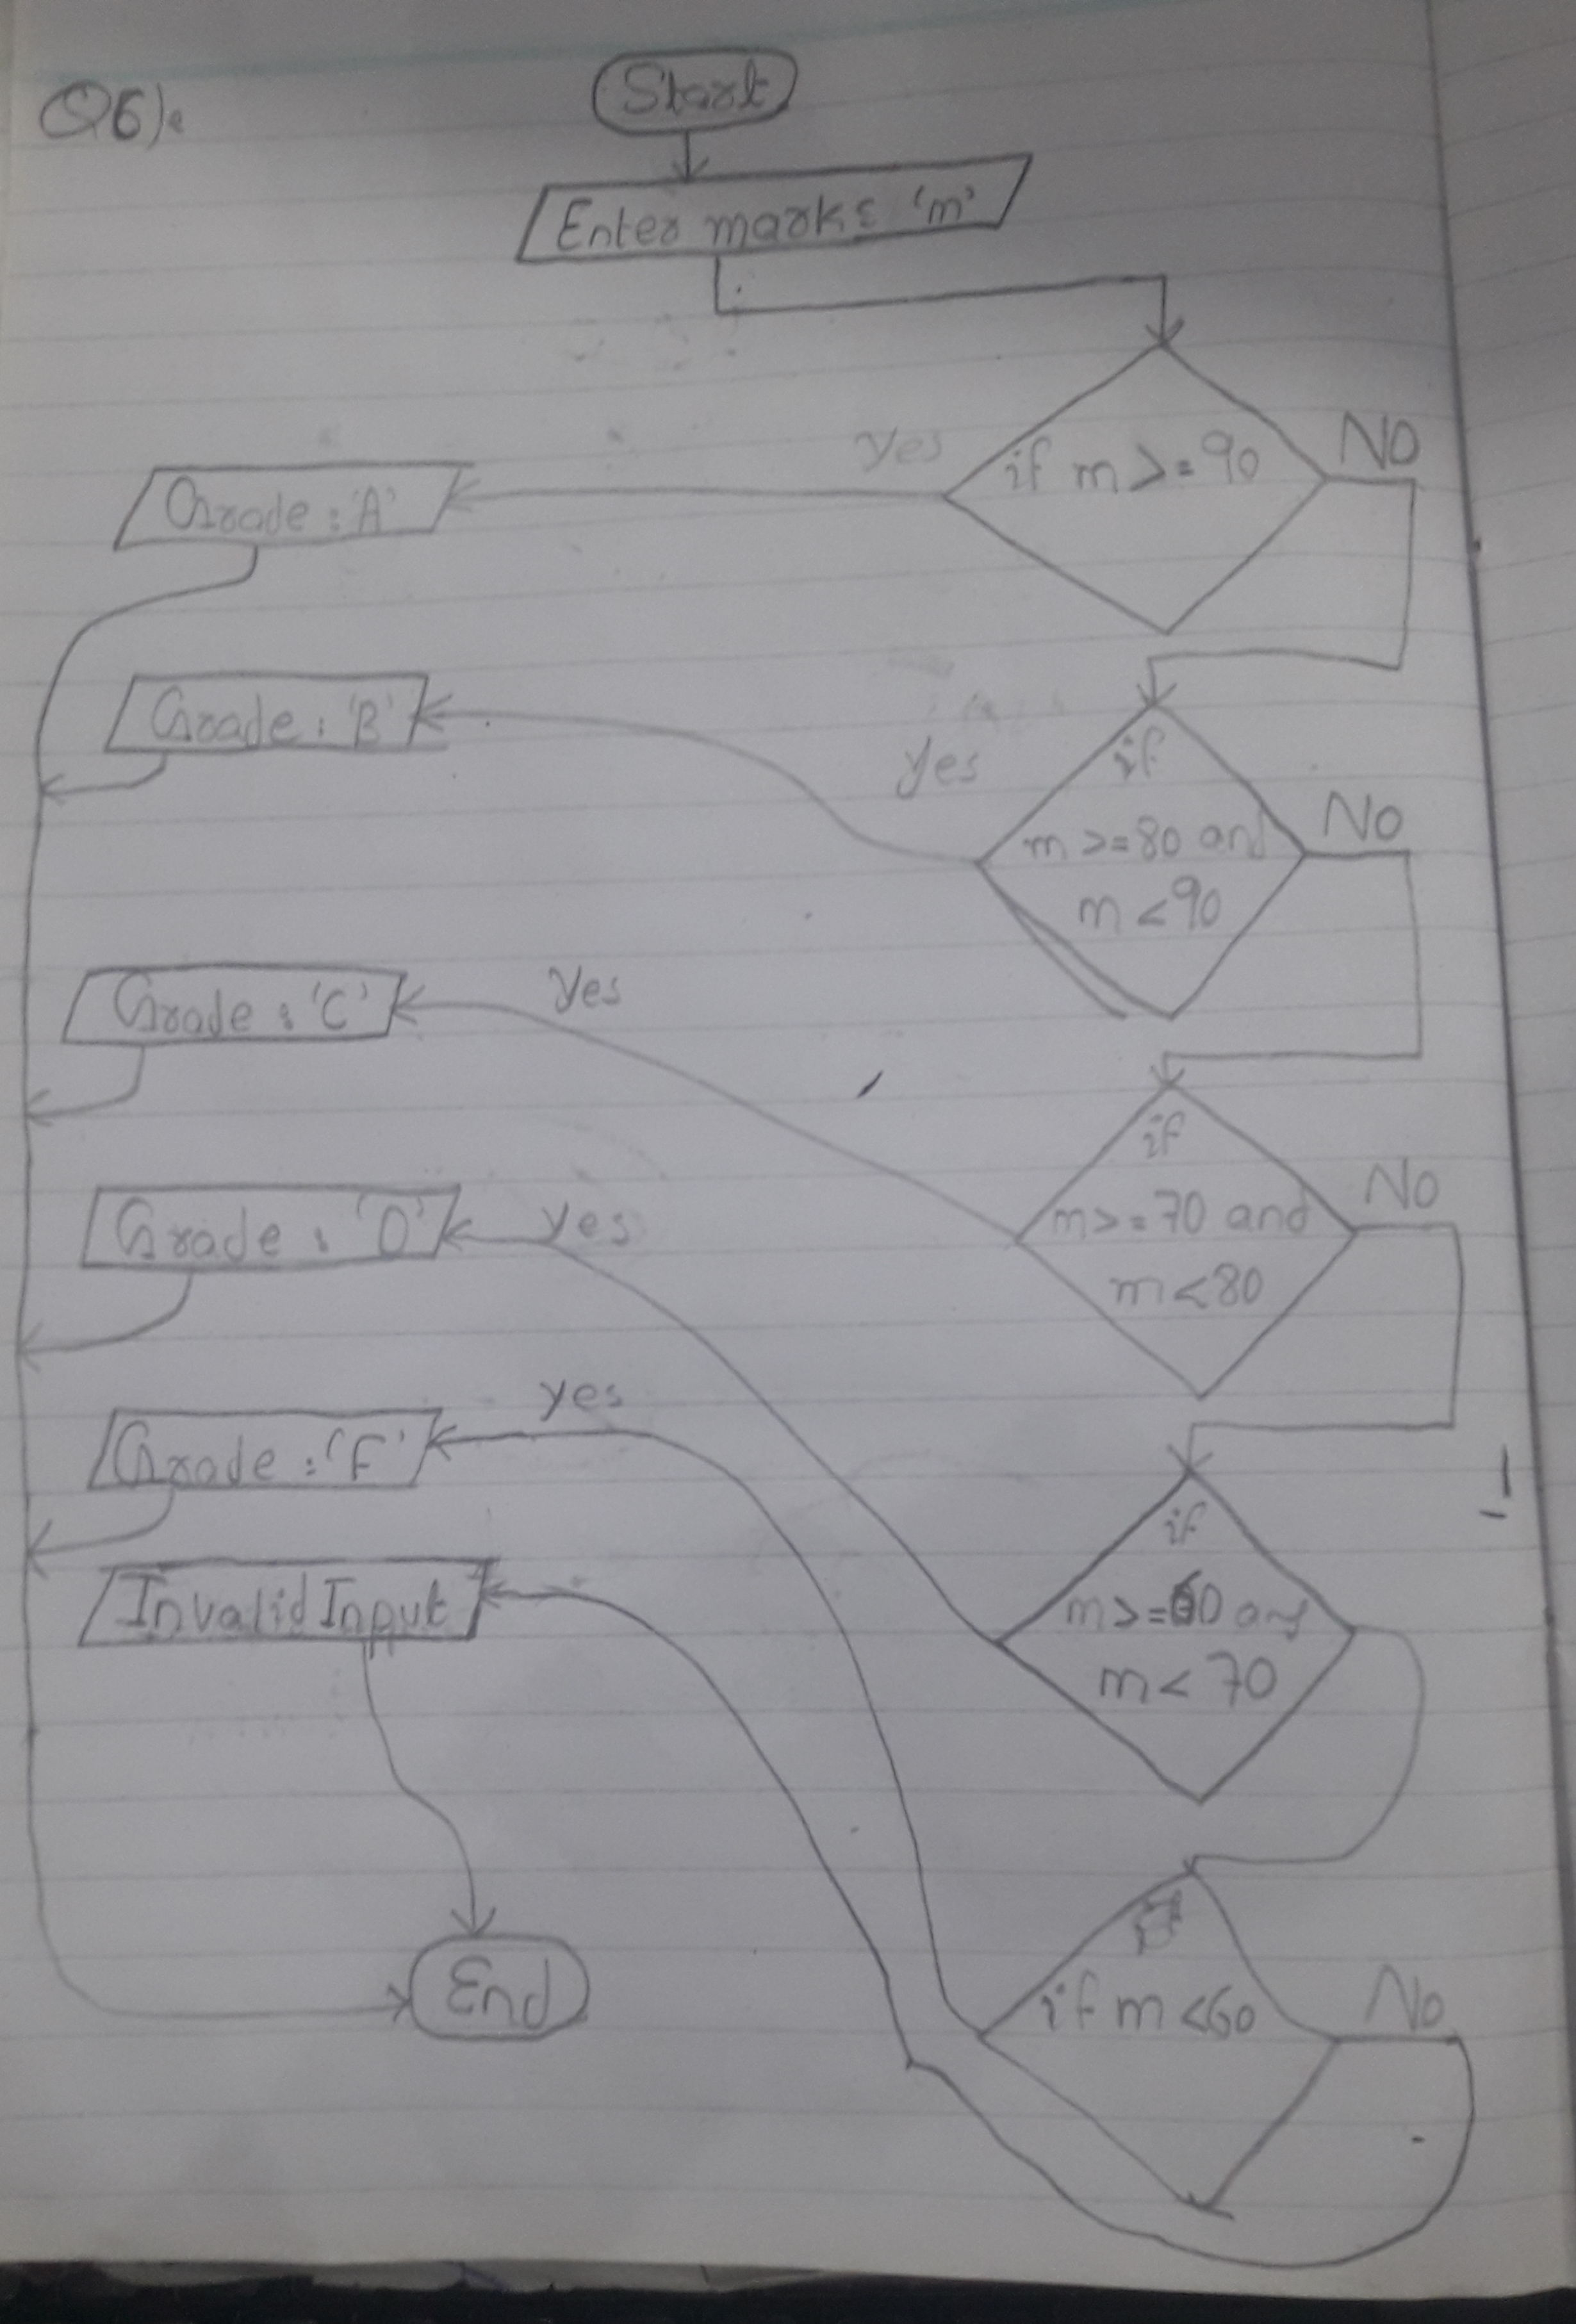 Q6):
Start
Enter marks 'm'
if m >= 90
Yes
NO
Grade : 'A'
if
m >= 80 and
m < 90
Yes
No
Grade : 'B'
if
m >= 70 and
m < 80
Yes
No
Grade : 'C'
if
m >= 60 and
m < 70
Yes
Grade : 'D'
if m < 60
yes
No
Grade : 'F'
Invalid Input
End